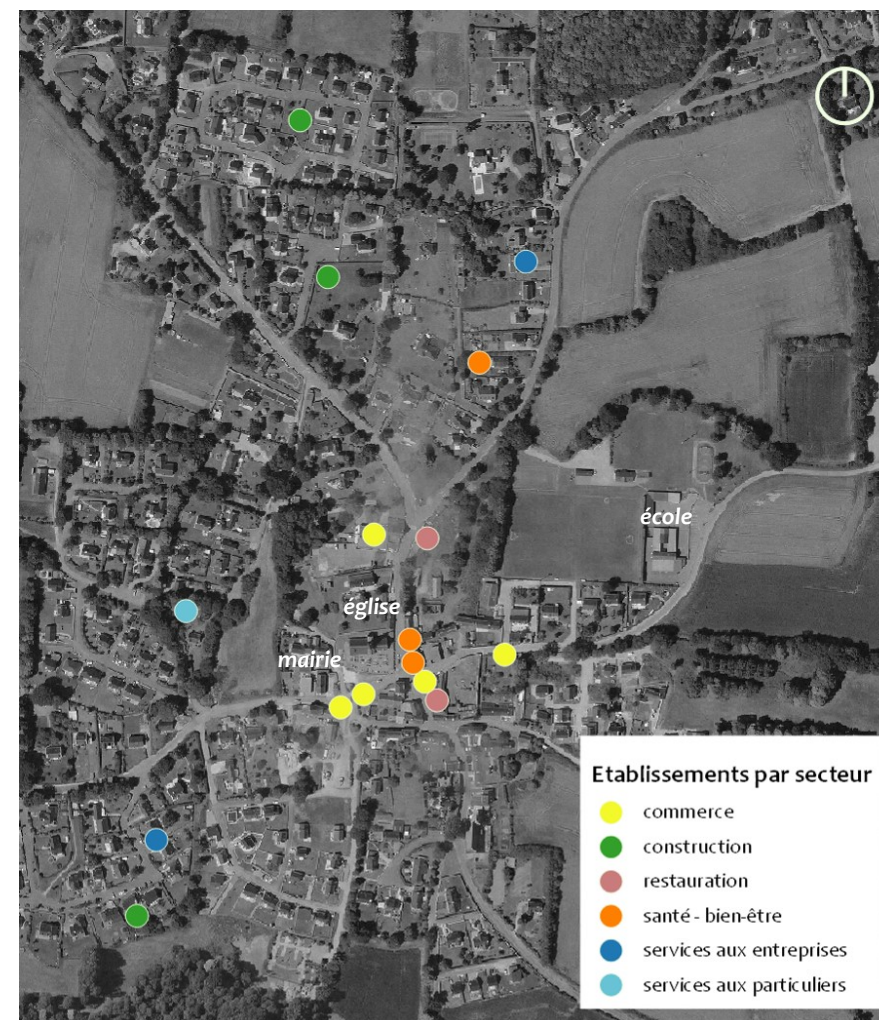 école
église
mairie
Etablissements par secteur
commerce
construction
restauration
santé - bien-être
services aux entreprises
services aux particuliers